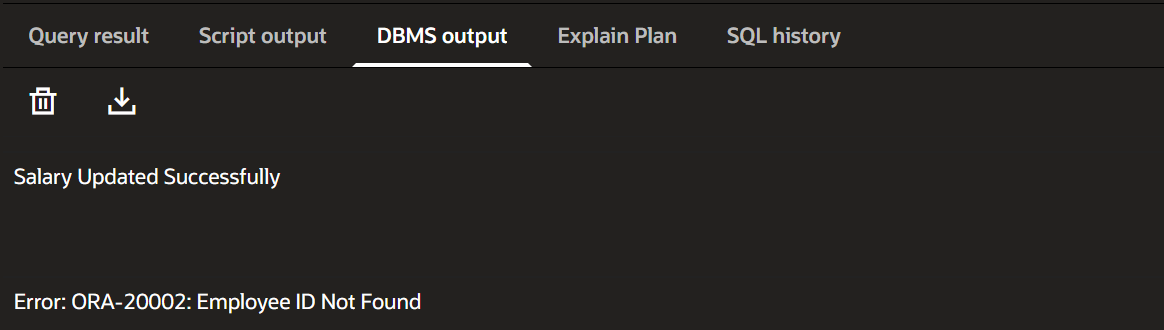 Query result Script output DBMS output Explain Plan SQL history
Salary Updated Successfully
Error: ORA-20002: Employee ID Not Found